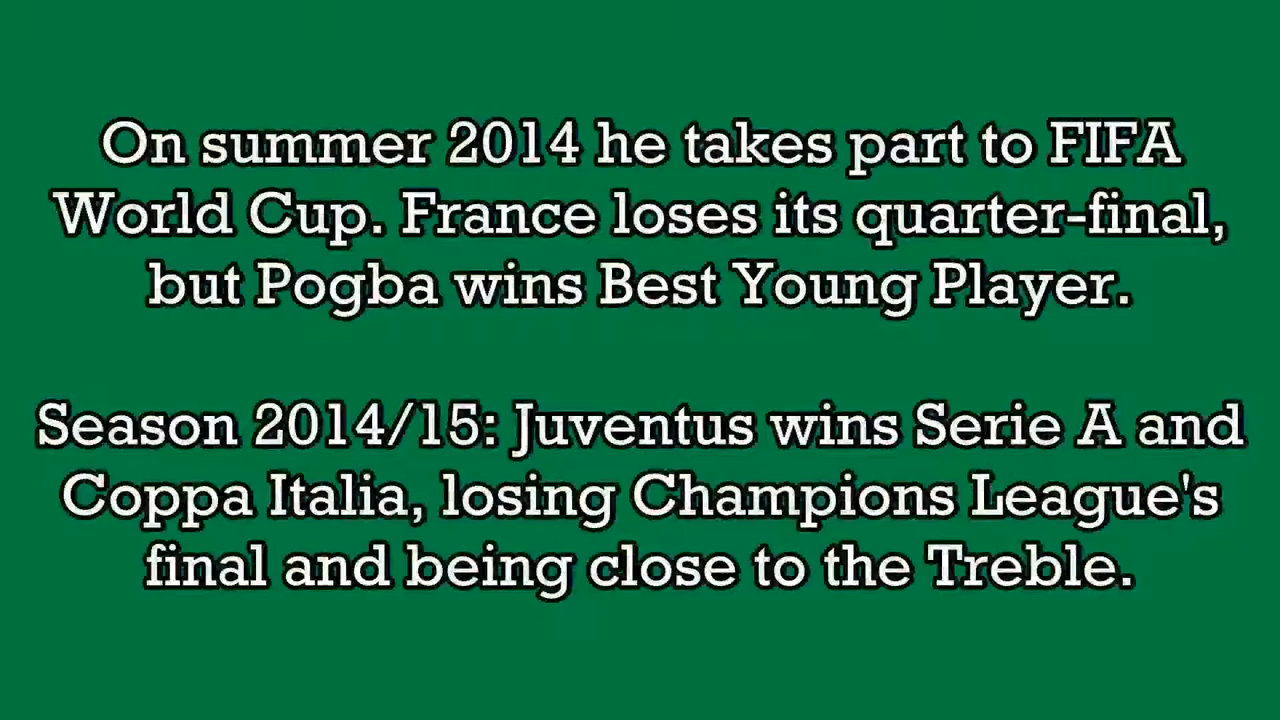 On summer 2014 he takes part to FIFA
World Cup. France loses its quarter-final,
but Pogba wins Best Young Player.
Season 2014/15: Juventus wins Serie A and
Coppa Italia, losing Champions League's
final and being close to the Treble.